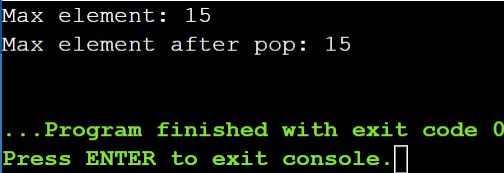 Max element: 15
Max element after pop: 15
...Program finished with exit code 0
Press ENTER to exit console.